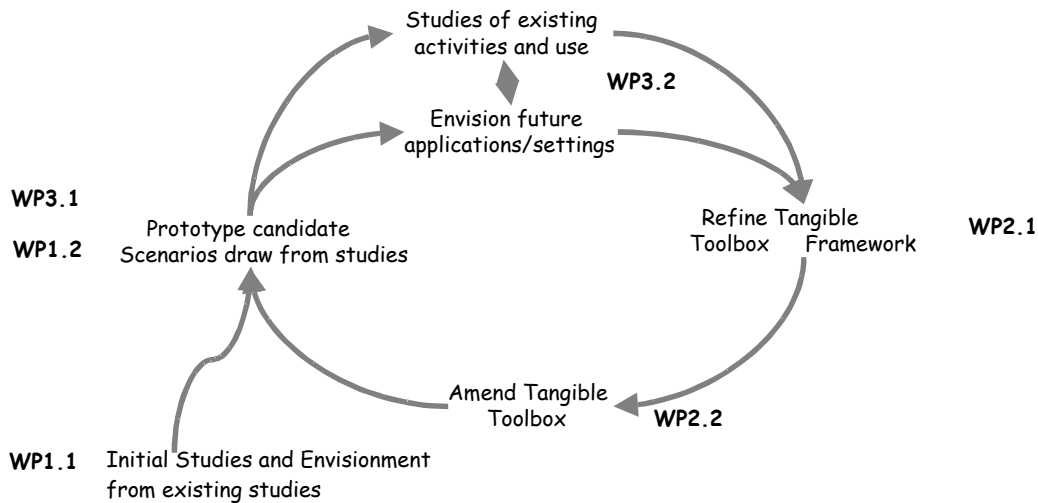 Studies of existing
activities and use
WP3.2
Envision future
applications/settings
WP3.1
WP1.2
Prototype candidate
Scenarios draw from studies
Refine Tangible
Toolbox Framework
WP2.1
Amend Tangible
Toolbox
WP2.2
WP1.1
Initial Studies and Envisionment
from existing studies